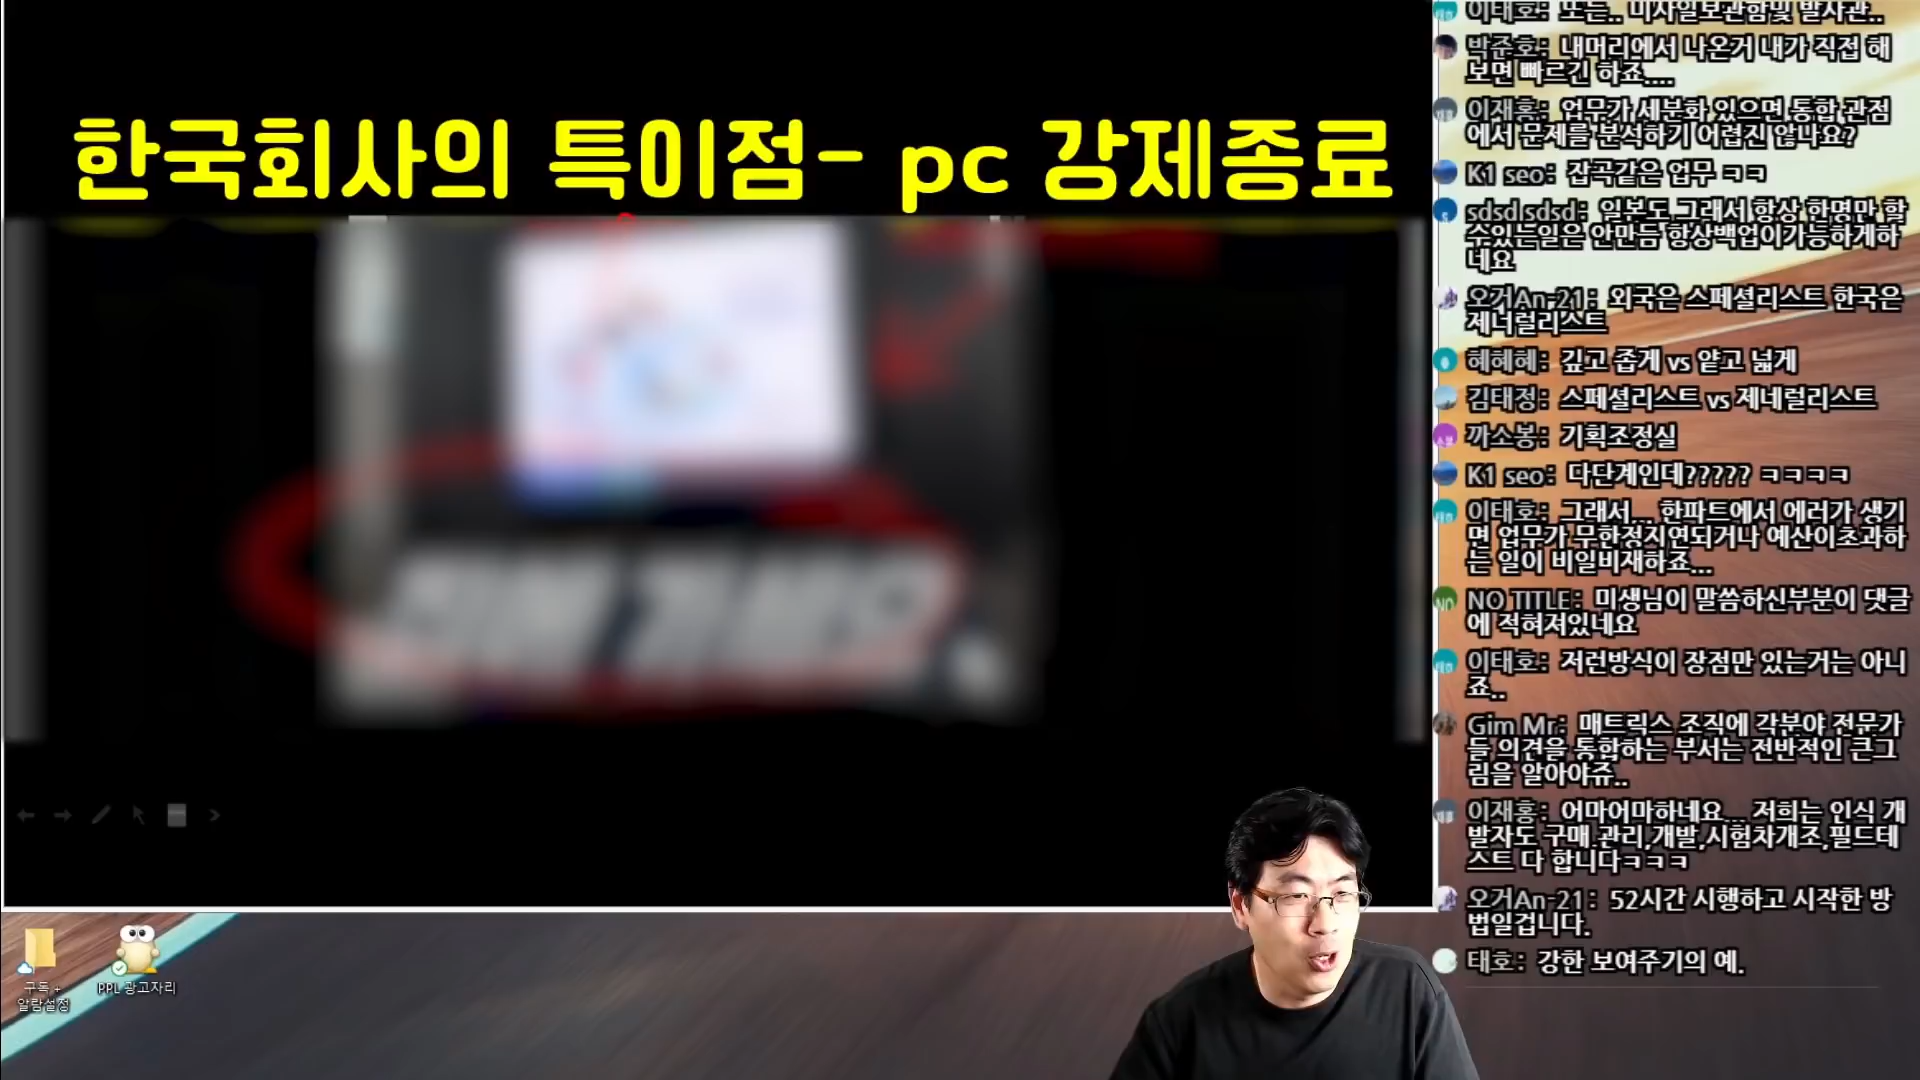 한국회사의 특이점- pc 강제종료
이태호: 또는.. 미사일보관함및 발사관..
박준호: 내머리에서 나온거 내가 직접 해
보면 빠르긴 하죠....
이재홍: 업무가 세분화 있으면 통합 관점
에서 문제를 분석하기 어렵진 않나요?
K1 seo: 잡곡같은 업무 ㅋㅋ
sdsd sdsd: 일본도 그래서 항상 한명만 할
수있는일은 안만듬 항상백업이가능하게하
네요
오거An-21: 외국은 스페셜리스트 한국은
제너럴리스트
헤헤헤: 깊고 좁게 vs 얕고 넓게
김태정: 스페셜리스트 vs 제네럴리스트
까소봉: 기획조정실
K1 seo: 다단계인데????? ㅋㅋㅋㅋ
이태호: 그래서... 한파트에서 에러가 생기
면 업무가 무한정지연되거나 예산이초과하
는 일이 비일비재하죠...
NO TITLE: 미생님이 말씀하신부분이 댓글
에 적혀져있네요
이태호: 저런방식이 장점만 있는거는 아니
죠..
Gim Mr: 매트릭스 조직에 각분야 전문가
들 의견을 통합하는 부서는 전반적인 큰그
림을 알아야쥬..
이재홍: 어마어마하네요... 저희는 인식 개
발자도 구매.관리,개발,시험차개조,필드테
스트 다 합니다ㅋㅋㅋ
오거An-21: 52시간 시행하고 시작한 방
법일겁니다.
태호: 강한 보여주기의 예.
구독 +
알람설정
PPL 광고자리